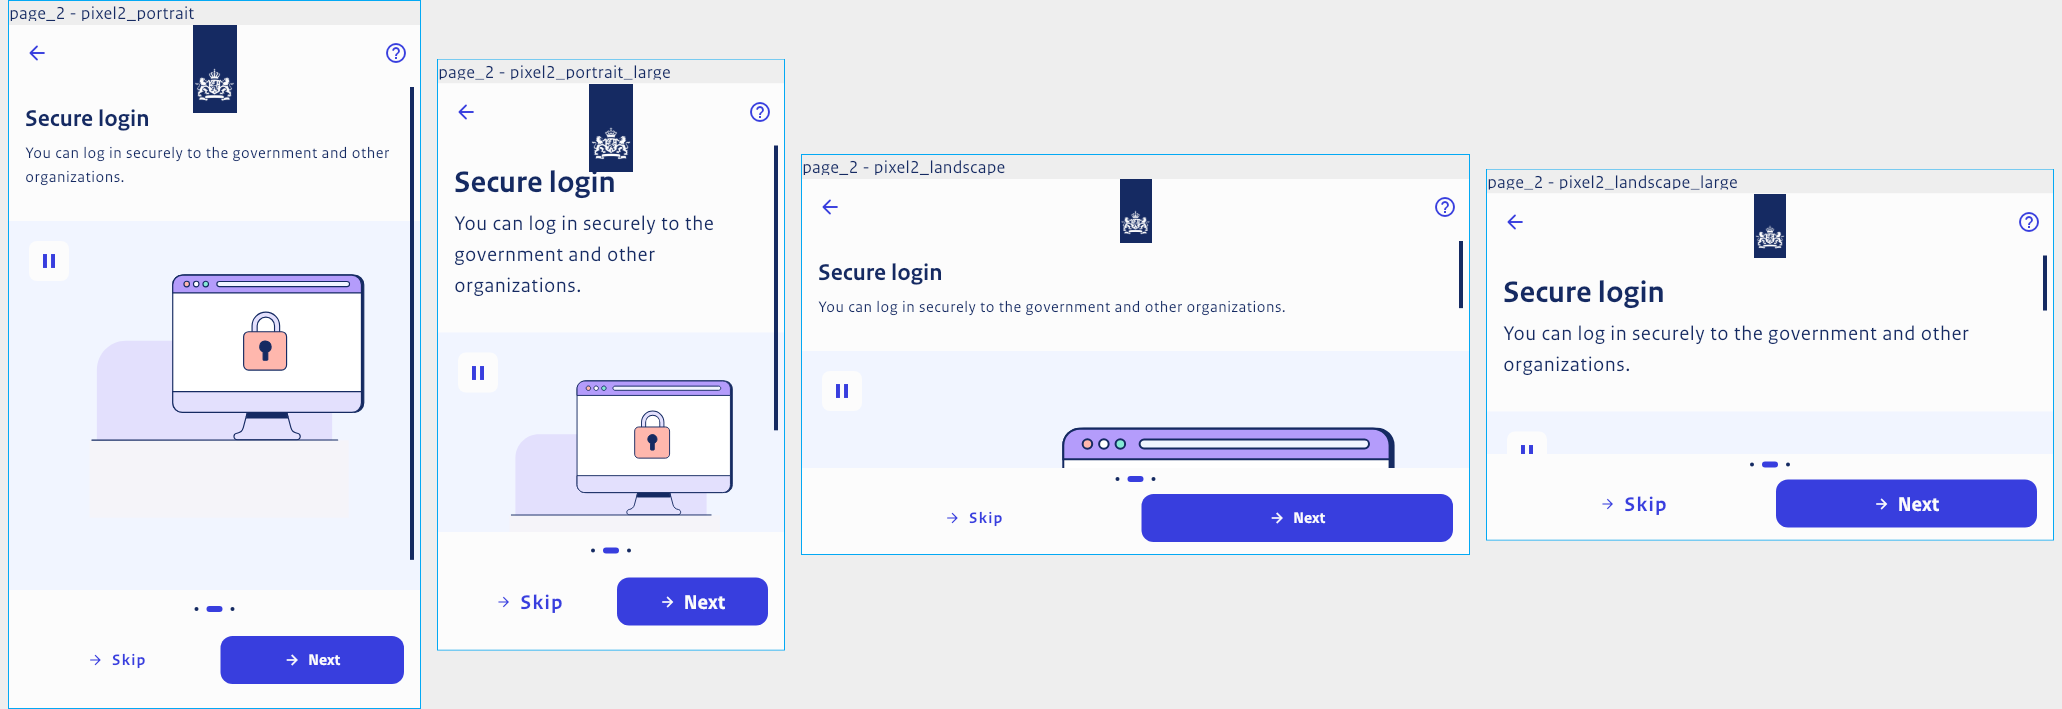 page_2 - pixel2_portrait
Secure login
You can log in securely to the government and other
organizations.
Skip
Next
page_2 - pixel2_portrait_large
Secure login
You can log in securely to the
government and other
organizations.
Skip
Next
page_2 - pixel2_landscape
Secure login
You can log in securely to the government and other organizations.
Skip
Next
page_2 - pixel2_landscape_large
Secure login
You can log in securely to the government and other
organizations.
Skip
Next